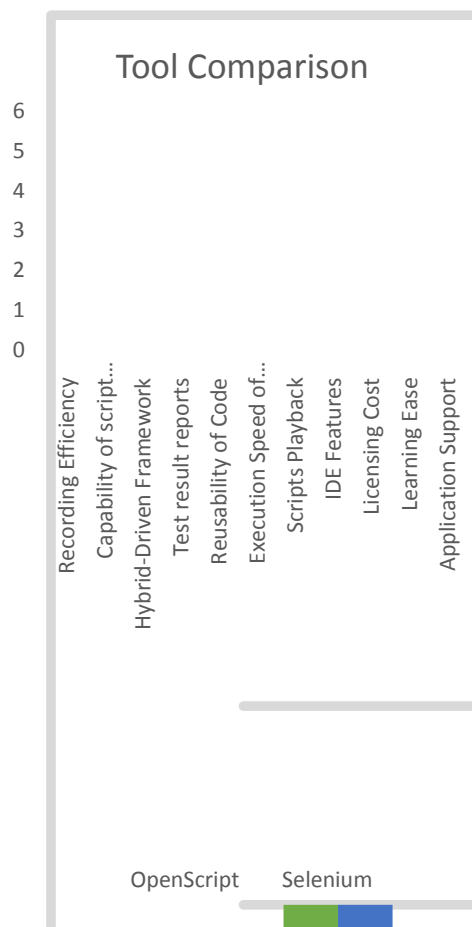 Tool Comparison
6
5
4
3
2
1
0
Recording Efficiency
Capability of script...
Hybrid-Driven Framework
Test result reports
Reusability of Code
Execution Speed of...
Scripts Playback
IDE Features
Licensing Cost
Learning Ease
Application Support
OpenScript Selenium